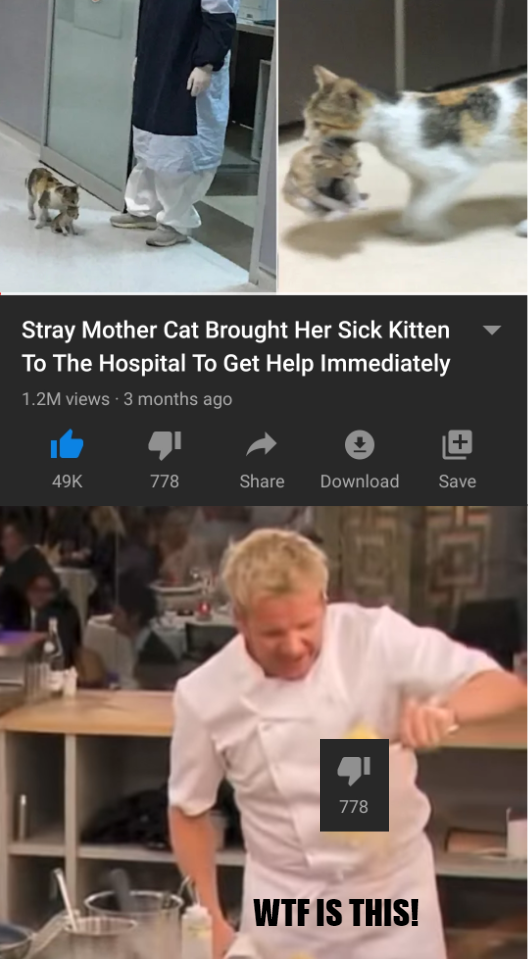 Stray Mother Cat Brought Her Sick Kitten
To The Hospital To Get Help Immediately
1.2M views · 3 months ago
49K 778 Share Download Save
778
WTF IS THIS!